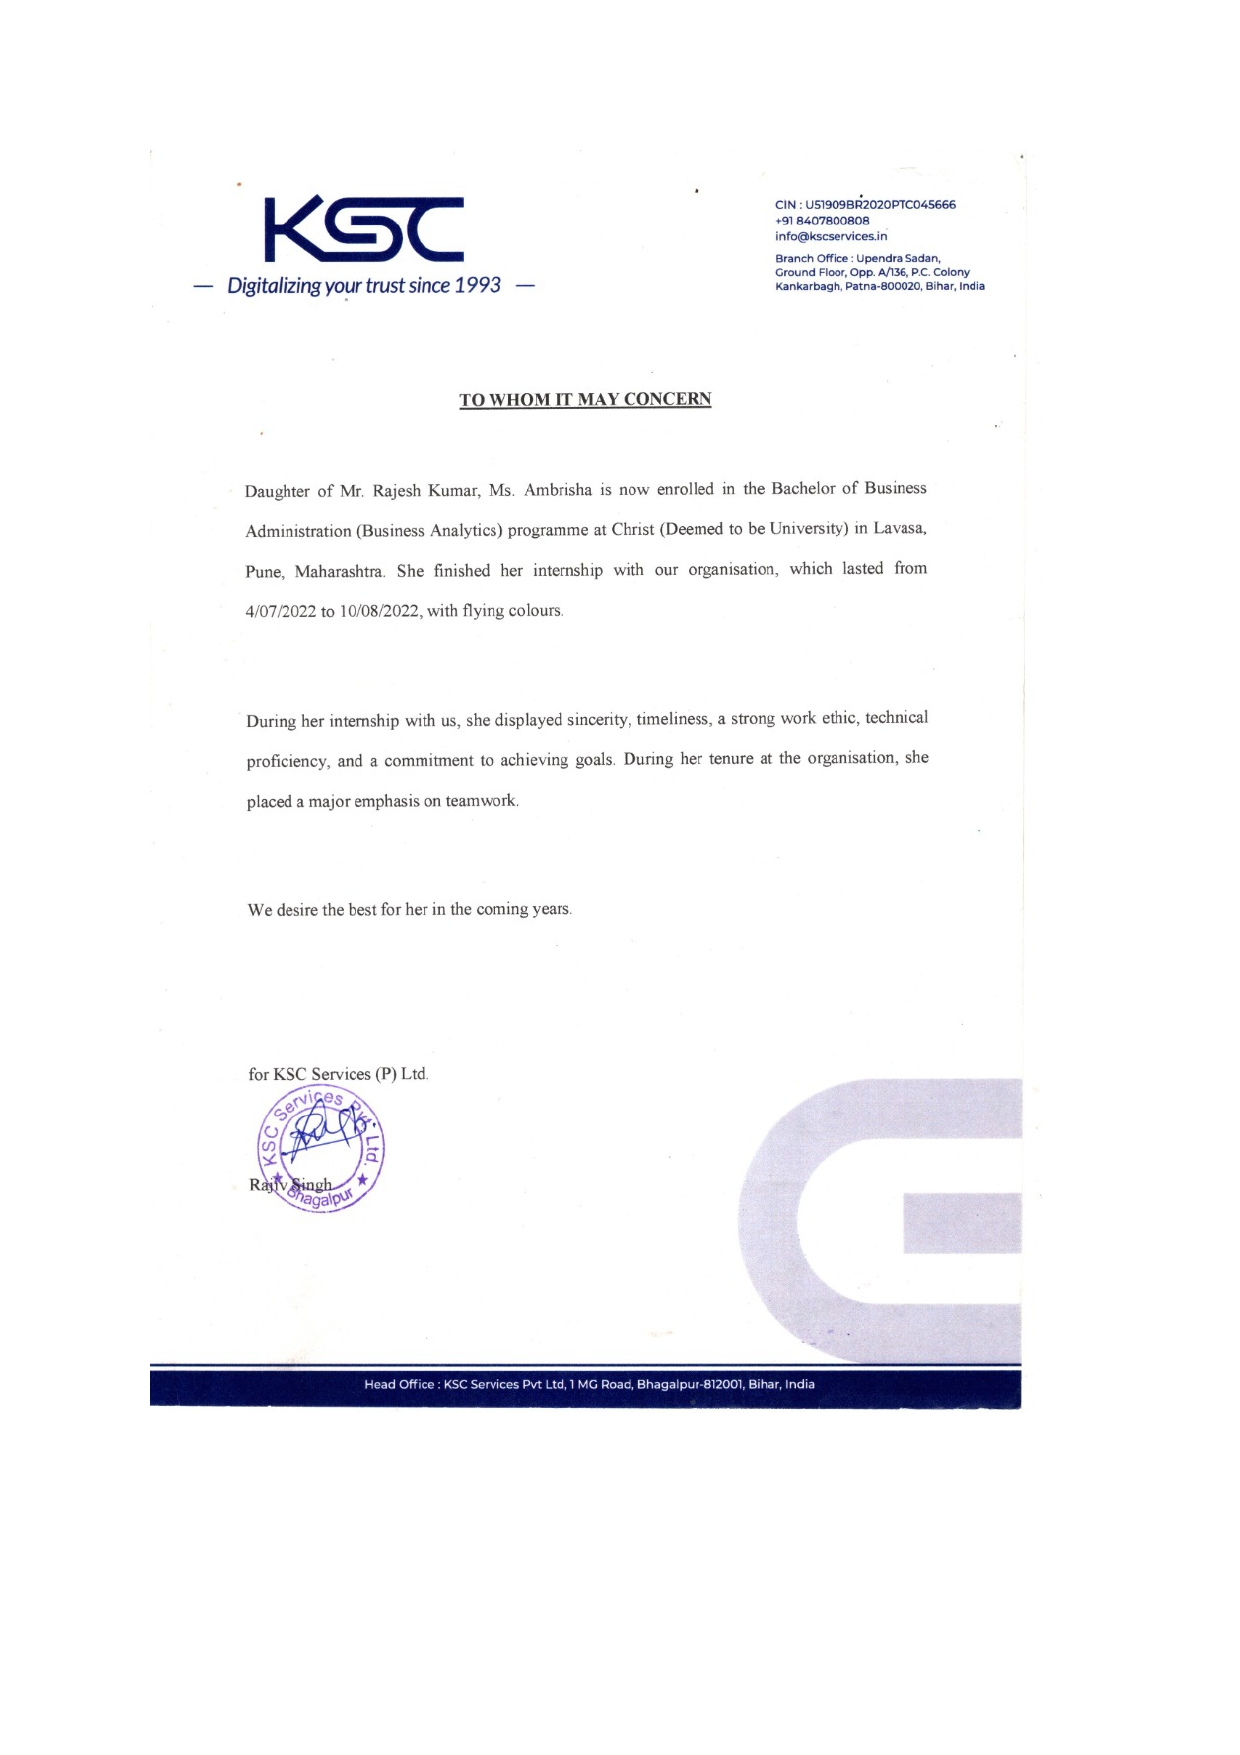 KSC
— Digitalizing your trust since 1993 —
CIN : U51909BR2020PTC045666
+91 8407800808
info@kscservices.in
Branch Office : Upendra Sadan,
Ground Floor, Opp. A/136, P.C. Colony
Kankarbagh, Patna-800020, Bihar, India
TO WHOM IT MAY CONCERN
Daughter of Mr. Rajesh Kumar, Ms. Ambrisha is now enrolled in the Bachelor of Business
Administration (Business Analytics) programme at Christ (Deemed to be University) in Lavasa,
Pune, Maharashtra. She finished her internship with our organisation, which lasted from
4/07/2022 to 10/08/2022, with flying colours.
During her internship with us, she displayed sincerity, timeliness, a strong work ethic, technical
proficiency, and a commitment to achieving goals. During her tenure at the organisation, she
placed a major emphasis on teamwork.
We desire the best for her in the coming years.
for KSC Services (P) Ltd.
KSC Services Pvt. Ltd.
Bhagalpur
Rajiv Singh
Head Office : KSC Services Pvt Ltd, 1 MG Road, Bhagalpur-812001, Bihar, India